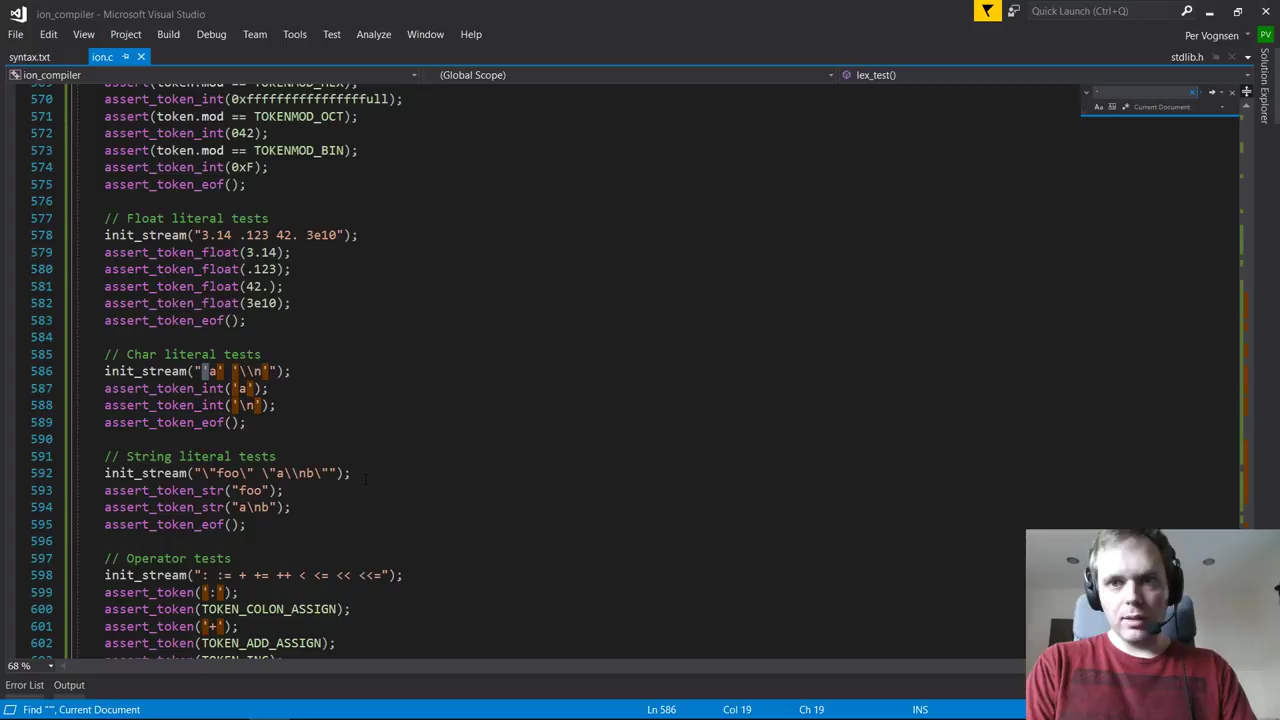 ion_compiler - Microsoft Visual Studio
Quick Launch (Ctrl+Q)
File Edit View Project Build Debug Team Tools Test Analyze Window Help
Per Vognsen PV
syntax.txt ion.c stdlib.h
ion_compiler (Global Scope) lex_test()
Solution Explorer
Current Document
570 assert_token_int(0xffffffffffffffffull);
571 assert(token.mod == TOKENMOD_OCT);
572 assert_token_int(042);
573 assert(token.mod == TOKENMOD_BIN);
574 assert_token_int(0xF);
575 assert_token_eof();
576
577 // Float literal tests
578 init_stream("3.14 .123 42. 3e10");
579 assert_token_float(3.14);
580 assert_token_float(.123);
581 assert_token_float(42.);
582 assert_token_float(3e10);
583 assert_token_eof();
584
585 // Char literal tests
586 init_stream("'a' '\\n'");
587 assert_token_int('a');
588 assert_token_int('\n');
589 assert_token_eof();
590
591 // String literal tests
592 init_stream("\"foo\" \"a\\nb\"");
593 assert_token_str("foo");
594 assert_token_str("a\nb");
595 assert_token_eof();
596
597 // Operator tests
598 init_stream(": := + += ++ < <= << <<=");
599 assert_token(':');
600 assert_token(TOKEN_COLON_ASSIGN);
601 assert_token('+');
602 assert_token(TOKEN_ADD_ASSIGN);
68 %
Error List Output
Find "'", Current Document Ln 586 Col 19 Ch 19 INS